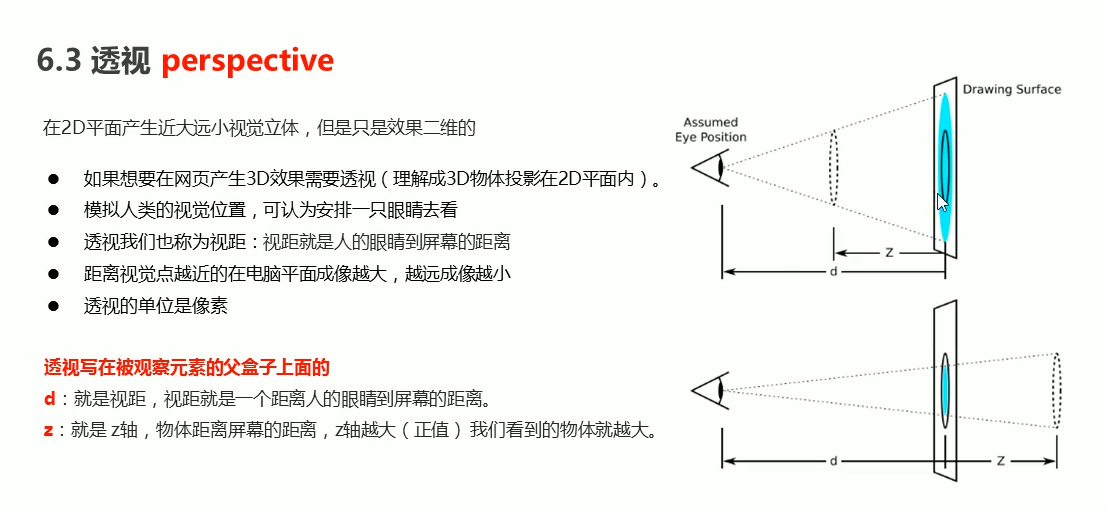 6.3 透视 perspective
在2D平面产生近大远小视觉立体，但是只是效果二维的
● 如果想要在网页产生3D效果需要透视（理解成3D物体投影在2D平面内）。
● 模拟人类的视觉位置，可认为安排一只眼睛去看
● 透视我们也称为视距：视距就是人的眼睛到屏幕的距离
● 距离视觉点越近的在电脑平面成像越大，越远成像越小
● 透视的单位是像素
透视写在被观察元素的父盒子上面的
d：就是视距，视距就是一个距离人的眼睛到屏幕的距离。
z：就是 z轴，物体距离屏幕的距离，z轴越大（正值） 我们看到的物体就越大。
Drawing Surface
Assumed
Eye Position
Z
d
d
Z